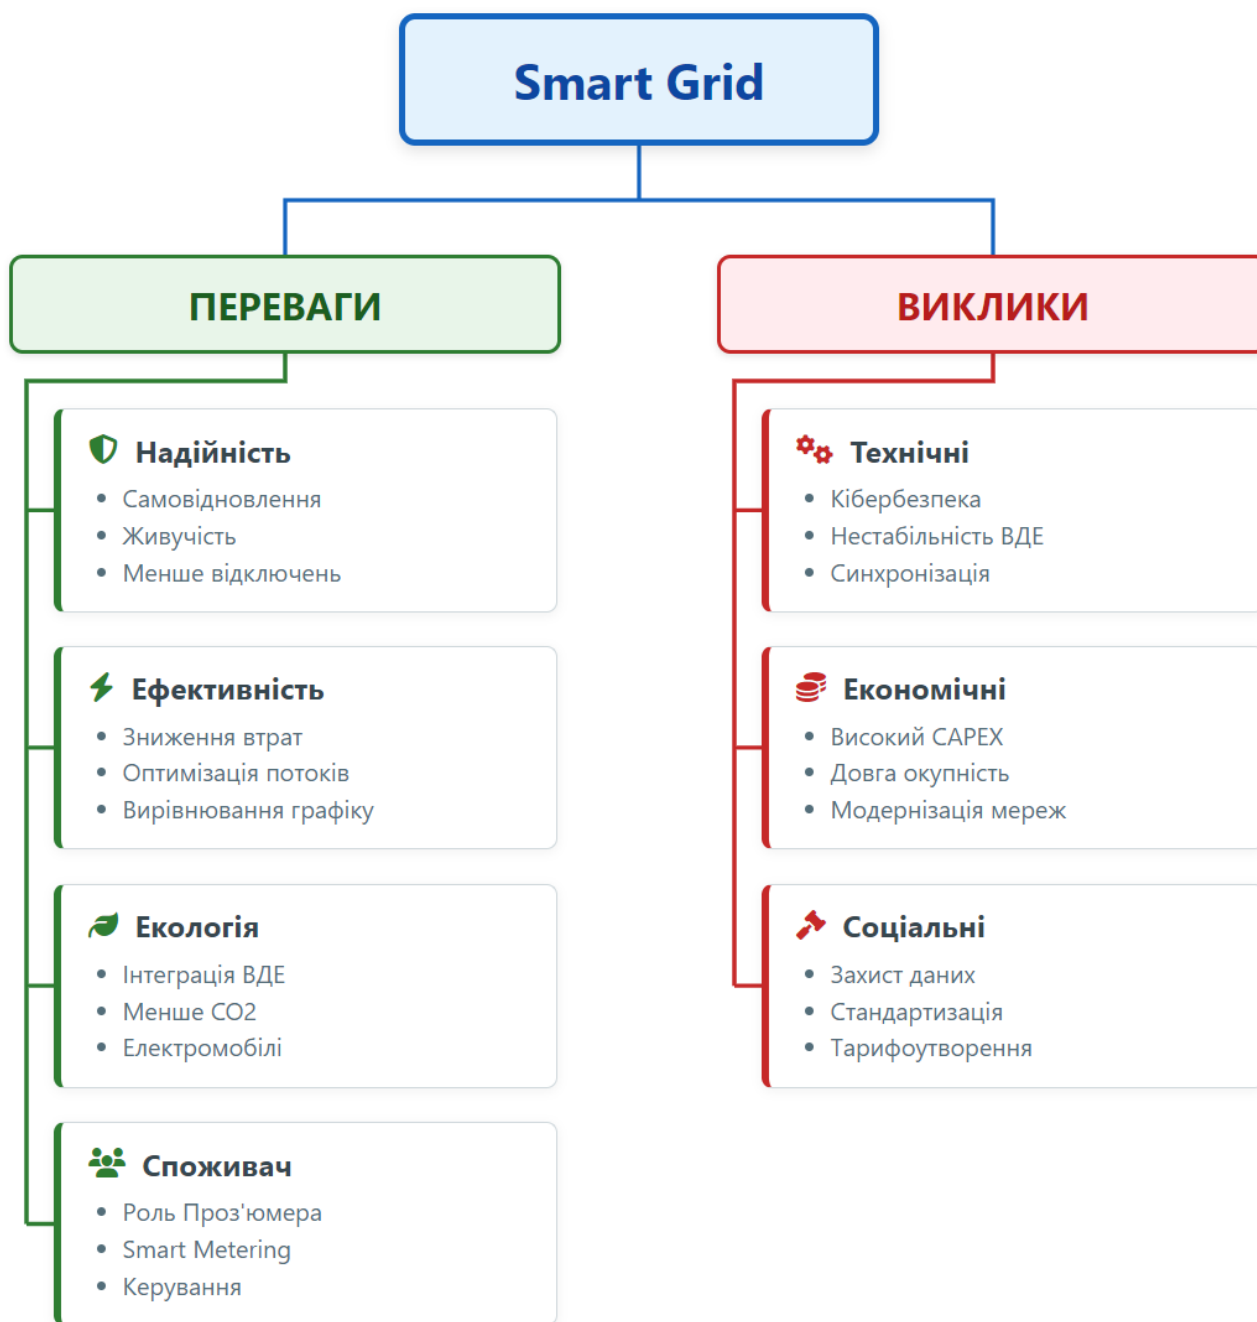 Smart Grid
ПЕРЕВАГИ
Надійність
Самовідновлення
Живучість
Менше відключень
Ефективність
Зниження втрат
Оптимізація потоків
Вирівнювання графіку
Екологія
Інтеграція ВДЕ
Менше СО2
Електромобілі
Споживач
Роль Проз'юмера
Smart Metering
Керування
ВИКЛИКИ
Технічні
Кібербезпека
Нестабільність ВДЕ
Синхронізація
Економічні
Високий CAPEX
Довга окупність
Модернізація мереж
Соціальні
Захист даних
Стандартизація
Тарифоутворення